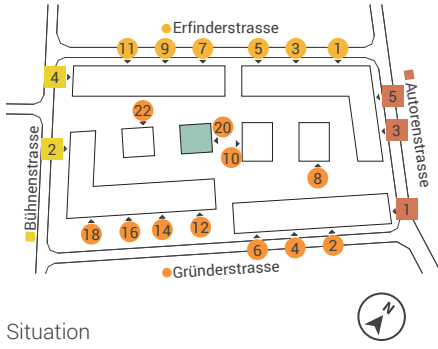 Erfinderstrasse
11 9 7 5 3 1
4
5
Autorenstrasse
22
20
3
2
10
8
Bühnenstrasse
1
18 16 14 12
6 4 2
Gründerstrasse
N
Situation